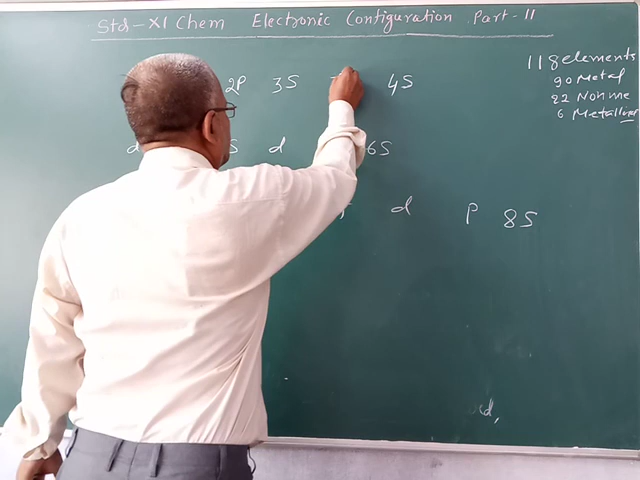 Std-XI Chem Electronic Configuration Part-II
118 elements
90 Metal
22 Nonme
6 Metalloid
2P 3S 4S
d S d 6S
d P 8S
d,